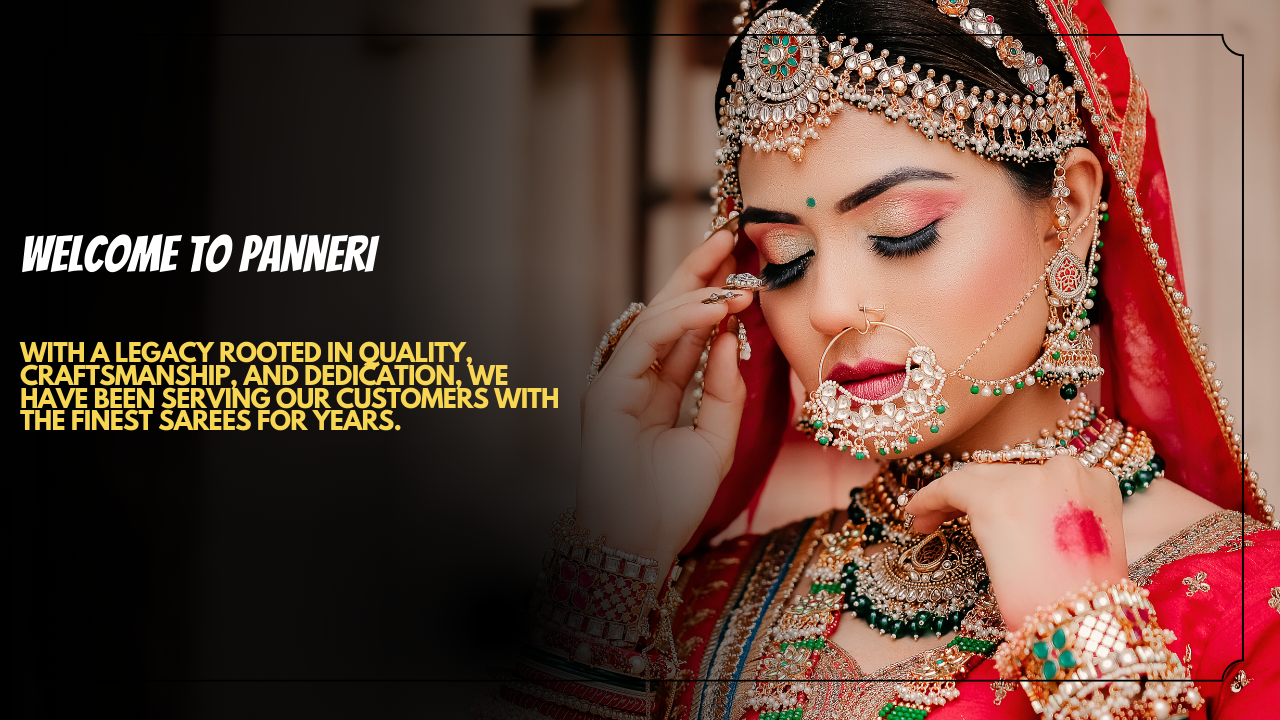 WELCOME TO PANNERI
WITH A LEGACY ROOTED IN QUALITY,
CRAFTSMANSHIP, AND DEDICATION, WE
HAVE BEEN SERVING OUR CUSTOMERS WITH
THE FINEST SAREES FOR YEARS.